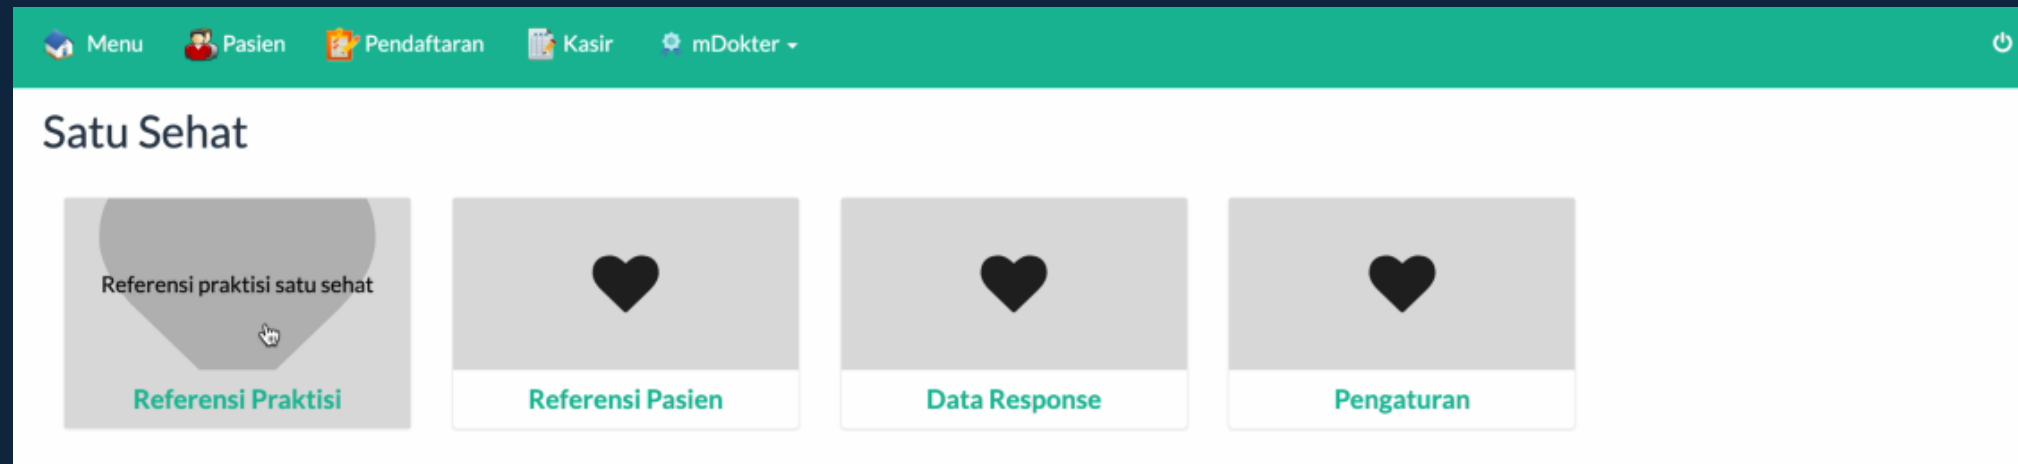 Menu Pasien Pendaftaran Kasir mDokter
Satu Sehat
Referensi praktisi satu sehat
Referensi Praktisi Referensi Pasien Data Response Pengaturan